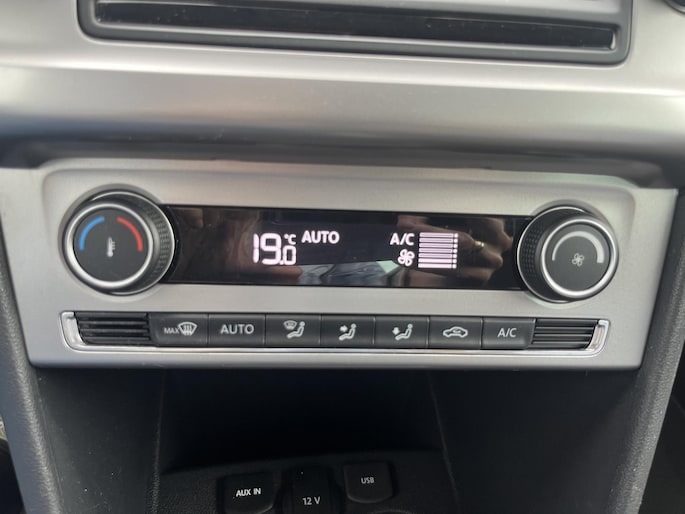 19.0 °C AUTO A/C
MAX AUTO A/C
AUX IN 12 V USB